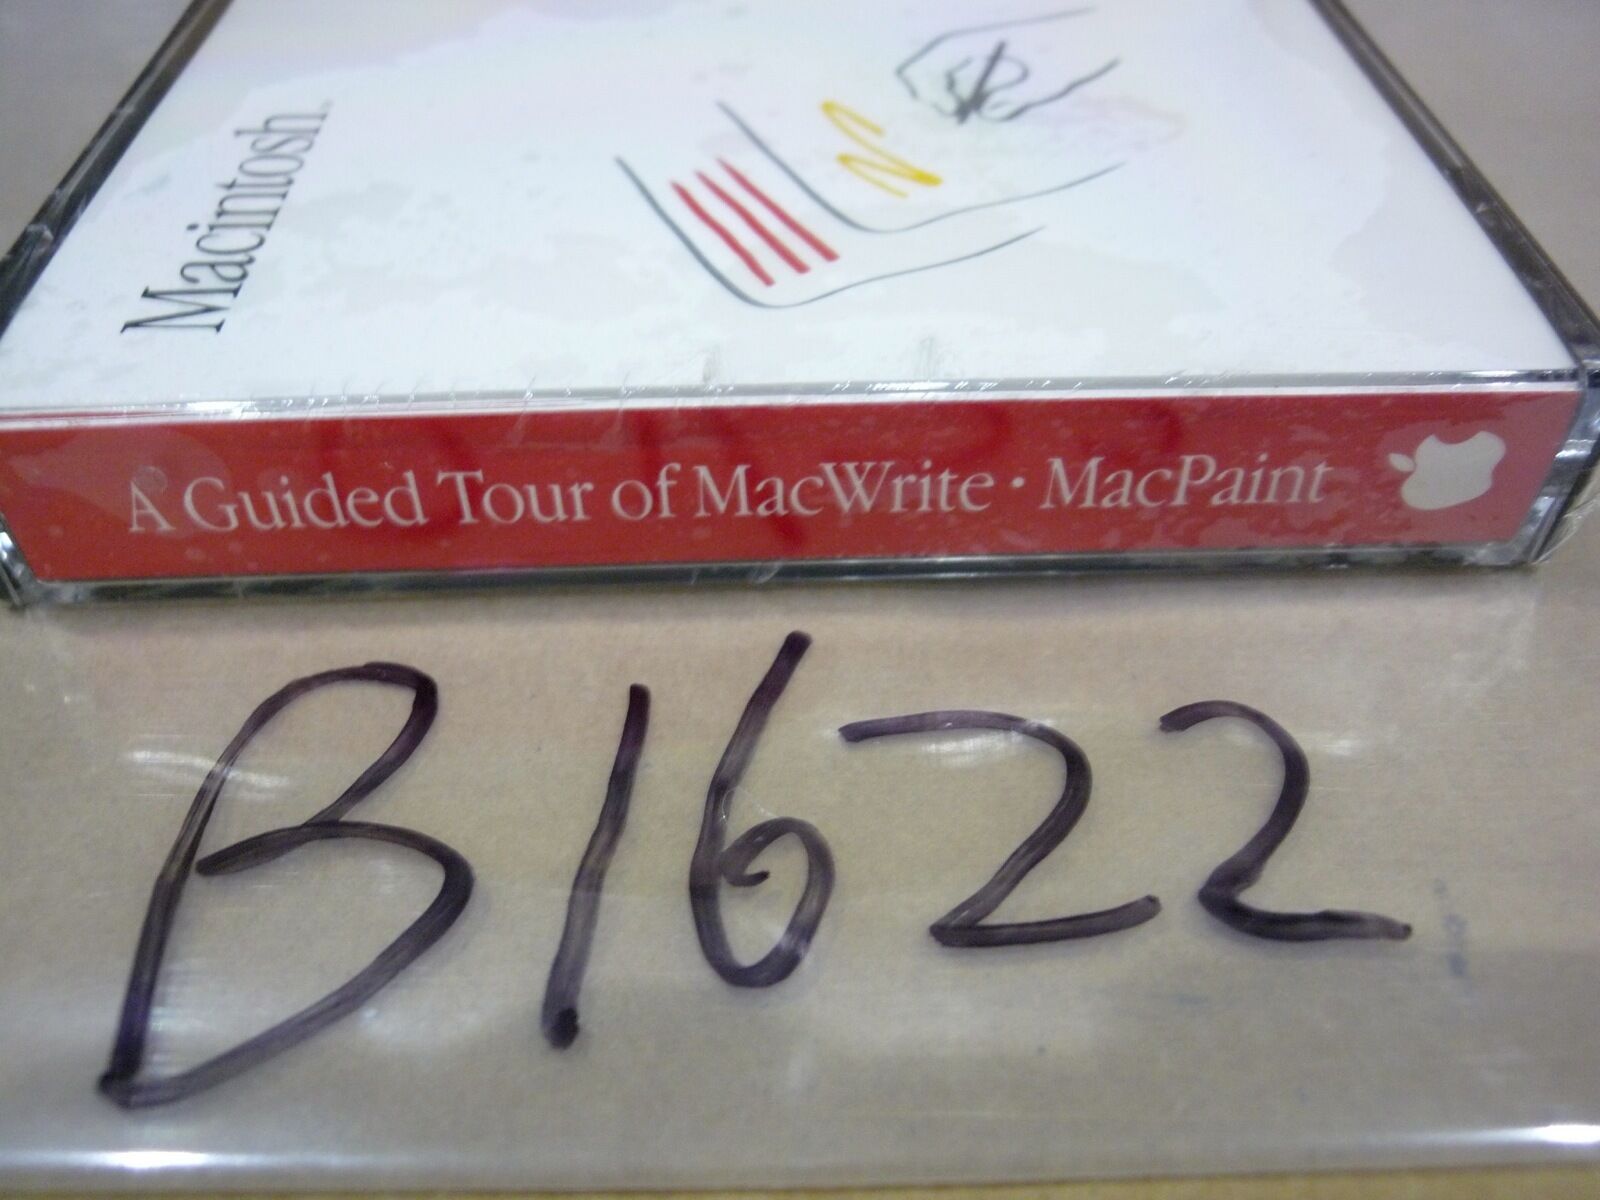 Macintosh
A Guided Tour of MacWrite · MacPaint
B1622